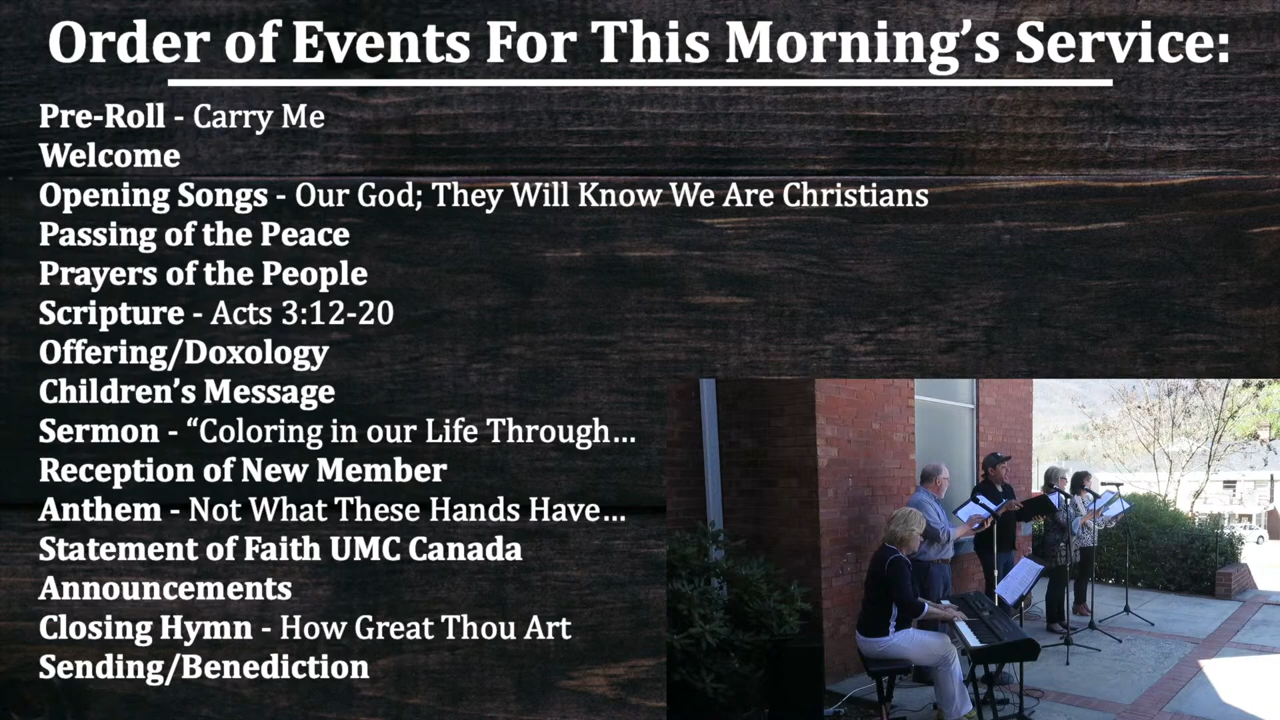 Order of Events For This Morning’s Service:
Pre-Roll - Carry Me
Welcome
Opening Songs - Our God; They Will Know We Are Christians
Passing of the Peace
Prayers of the People
Scripture - Acts 3:12-20
Offering/Doxology
Children’s Message
Sermon - “Coloring in our Life Through...
Reception of New Member
Anthem - Not What These Hands Have...
Statement of Faith UMC Canada
Announcements
Closing Hymn - How Great Thou Art
Sending/Benediction